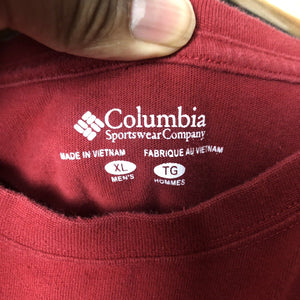 Columbia
Sportswear Company
MADE IN VIETNAM FABRIQUE AU VIETNAM
XL TG
MEN'S HOMMES